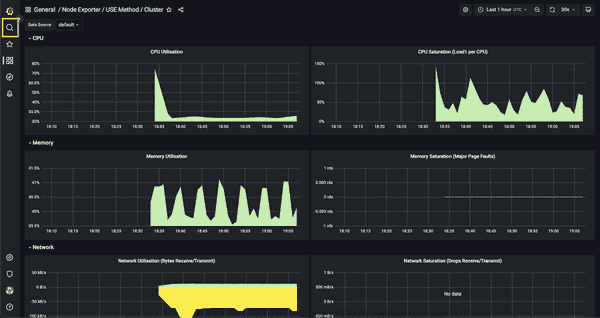 General / Node Exporter / USE Method / Cluster
Last 1 hour UTC
30s
Data Source default
CPU
CPU Utilisation
80%
70%
60%
50%
40%
30%
20%
18:10 18:15 18:20 18:25 18:30 18:35 18:40 18:45 18:50 18:55 19:00 19:05
CPU Saturation (Load1 per CPU)
150%
100%
50%
0%
18:10 18:15 18:20 18:25 18:30 18:35 18:40 18:45 18:50 18:55 19:00 19:05
Memory
Memory Utilisation
41.5%
41%
40.5%
40%
39.5%
18:10 18:15 18:20 18:25 18:30 18:35 18:40 18:45 18:50 18:55 19:00 19:05
Memory Saturation (Major Page Faults)
1 rds
0.500 rds
0 rds
-0.500 rds
-1 rds
18:10 18:15 18:20 18:25 18:30 18:35 18:40 18:45 18:50 18:55 19:00 19:05
Network
Network Utilisation (Bytes Receive/Transmit)
50 kB/s
0 B/s
-50 kB/s
-100 kB/s
Network Saturation (Drops Receive/Transmit)
1 B/s
500 mB/s
0 B/s
-500 mB/s
No data